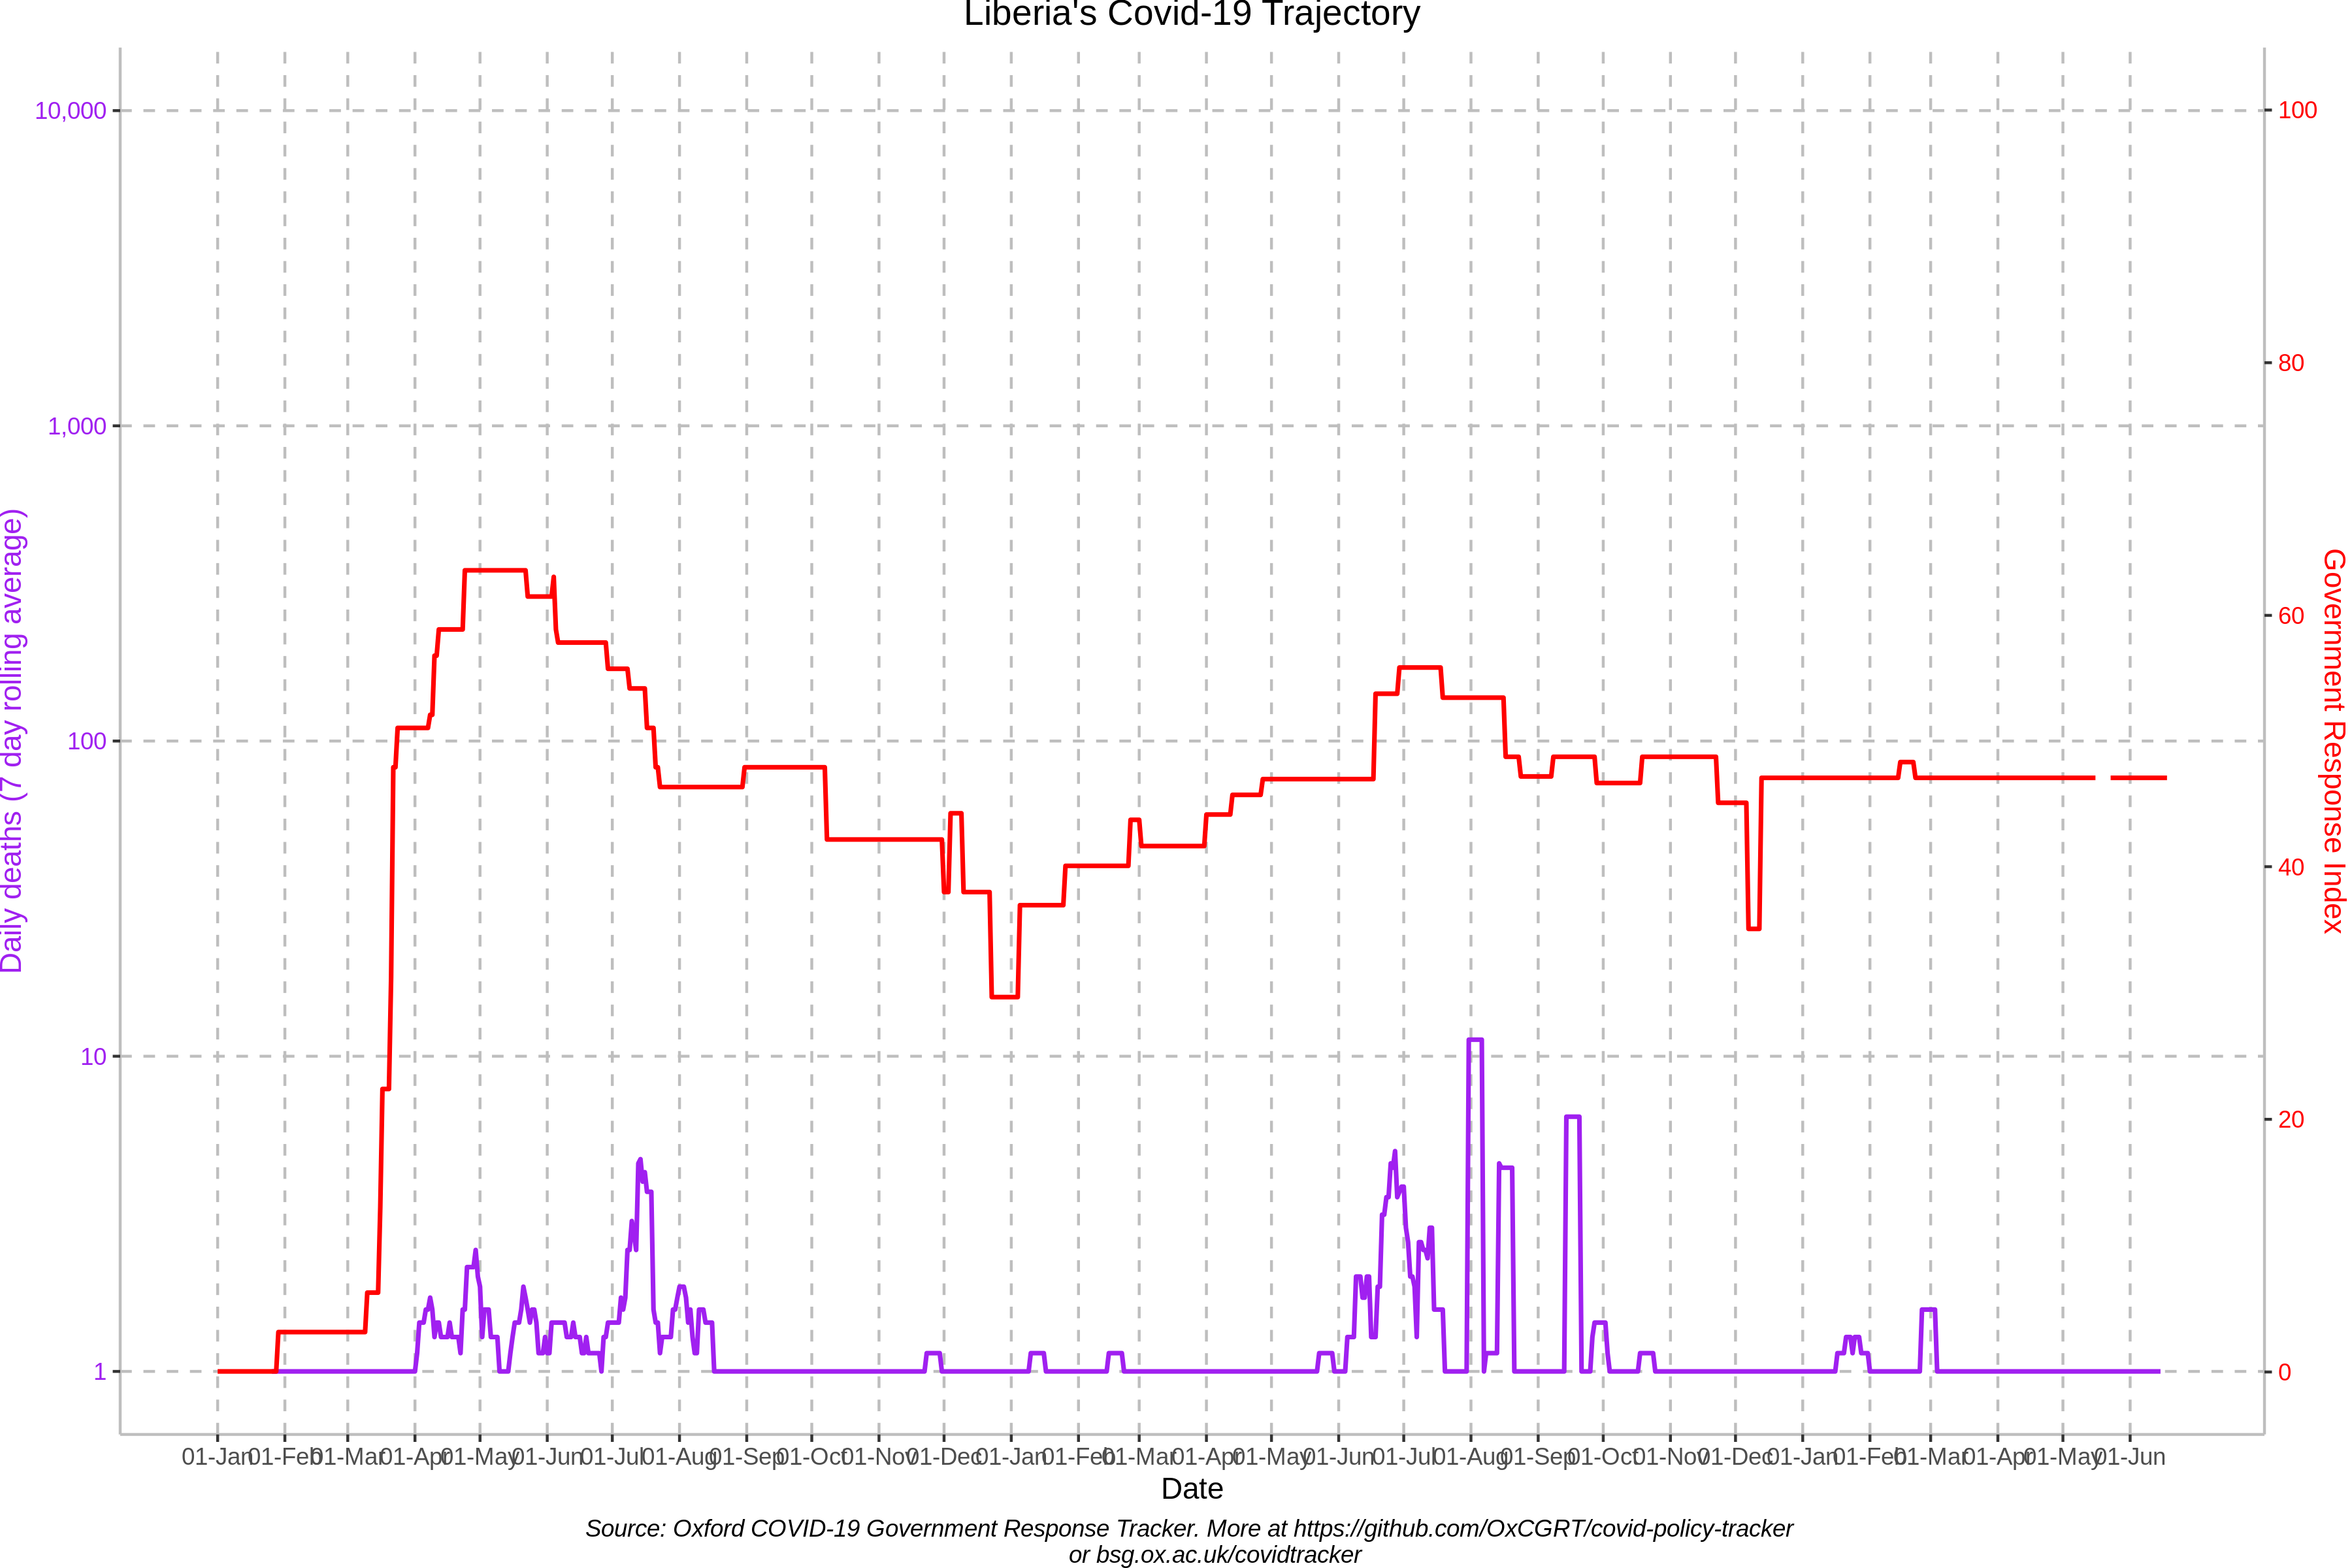 Liberia's Covid-19 Trajectory
10,000
1,000
100
10
1
Daily deaths (7 day rolling average)
100
80
60
40
20
0
Government Response Index
01-Jan 01-Feb 01-Mar 01-Apr 01-May 01-Jun 01-Jul 01-Aug 01-Sep 01-Oct 01-Nov 01-Dec 01-Jan 01-Feb 01-Mar 01-Apr 01-May 01-Jun 01-Jul 01-Aug 01-Sep 01-Oct 01-Nov 01-Dec 01-Jan 01-Feb 01-Mar 01-Apr 01-May 01-Jun
Date
Source: Oxford COVID-19 Government Response Tracker. More at https://github.com/OxCGRT/covid-policy-tracker
or bsg.ox.ac.uk/covidtracker